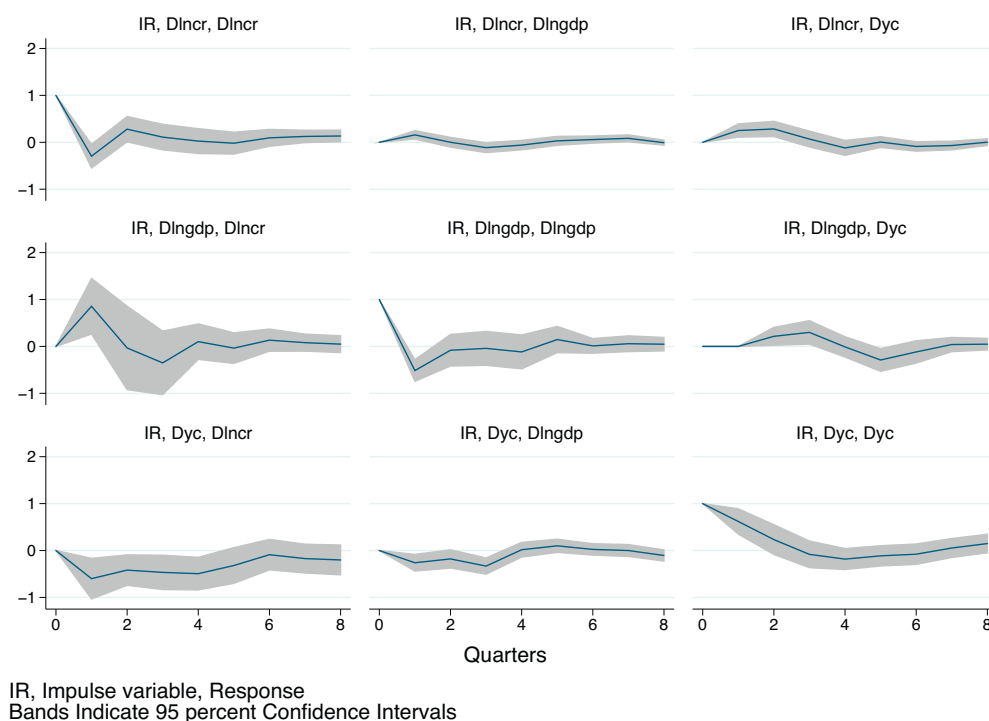 IR, Dlncr, Dlncr
IR, Dlncr, Dlngdp
IR, Dlncr, Dyc
2
1
0
−1
IR, Dlngdp, Dlncr
IR, Dlngdp, Dlngdp
IR, Dlngdp, Dyc
2
1
0
−1
IR, Dyc, Dlncr
IR, Dyc, Dlngdp
IR, Dyc, Dyc
2
1
0
−1
0 2 4 6 8
0 2 4 6 8
0 2 4 6 8
Quarters
IR, Impulse variable, Response
Bands Indicate 95 percent Confidence Intervals